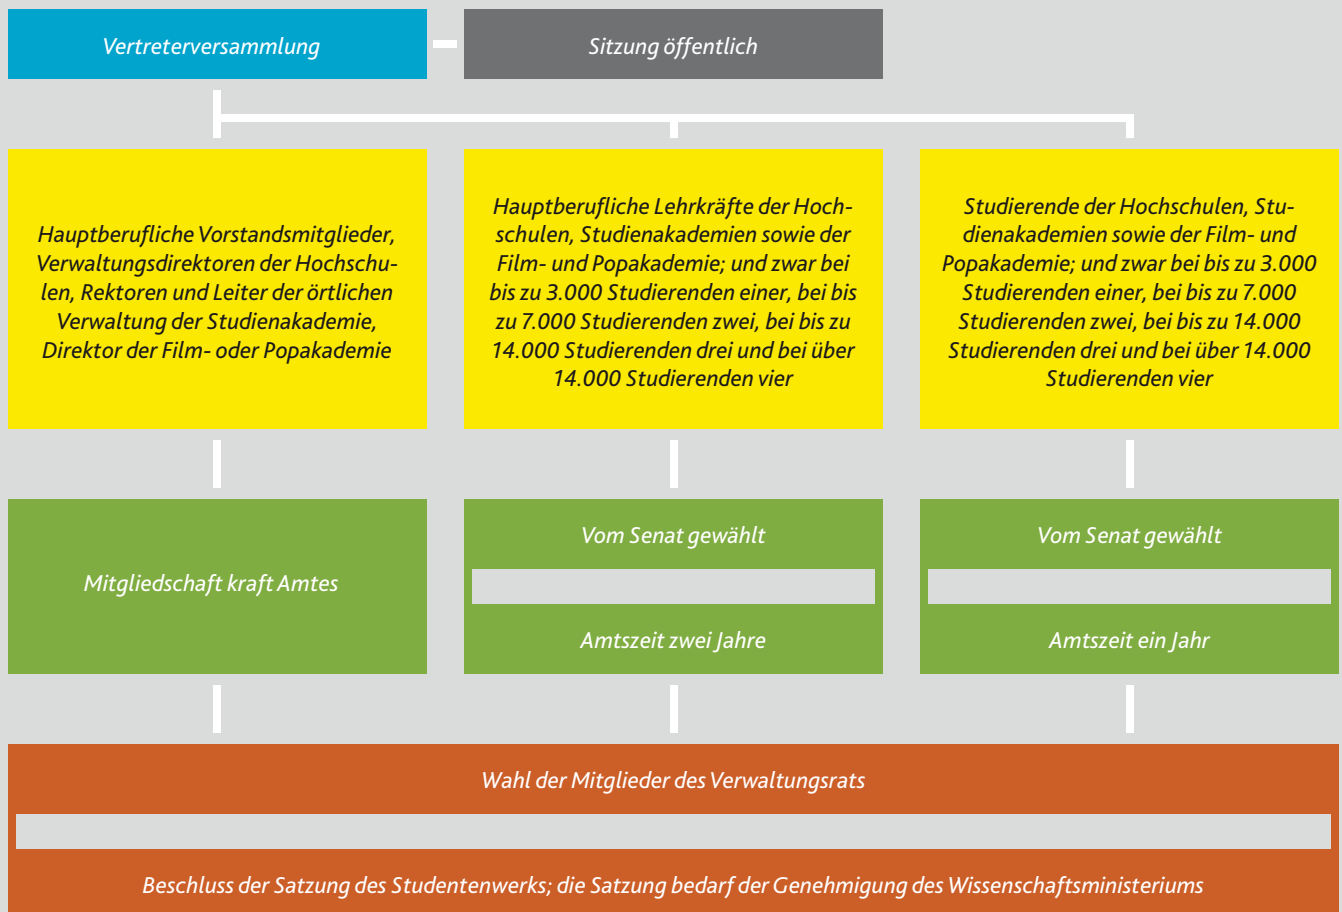 Vertreterversammlung
Sitzung öffentlich
Hauptberufliche Vorstandsmitglieder,
Verwaltungsdirektoren der Hochschu-
len, Rektoren und Leiter der örtlichen
Verwaltung der Studienakademie,
Direktor der Film- oder Popakademie
Hauptberufliche Lehrkräfte der Hoch-
schulen, Studienakademien sowie der
Film- und Popakademie; und zwar bei
bis zu 3.000 Studierenden einer, bei bis
zu 7.000 Studierenden zwei, bei bis zu
14.000 Studierenden drei und bei über
14.000 Studierenden vier
Studierende der Hochschulen, Stu-
dienakademien sowie der Film- und
Popakademie; und zwar bei bis zu 3.000
Studierenden einer, bei bis zu 7.000
Studierenden zwei, bei bis zu 14.000
Studierenden drei und bei über 14.000
Studierenden vier
Mitgliedschaft kraft Amtes
Vom Senat gewählt
Amtszeit zwei Jahre
Vom Senat gewählt
Amtszeit ein Jahr
Wahl der Mitglieder des Verwaltungsrats
Beschluss der Satzung des Studentenwerks; die Satzung bedarf der Genehmigung des Wissenschaftsministeriums